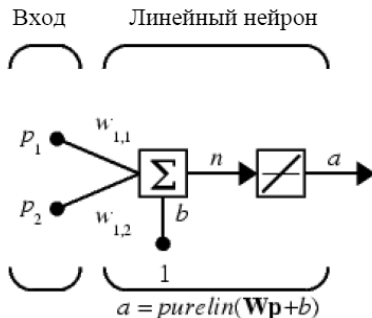 Вход Линейный нейрон
p1 w1,1 n a
Σ
p2 w1,2 b
1
a = purelin(Wp+b)